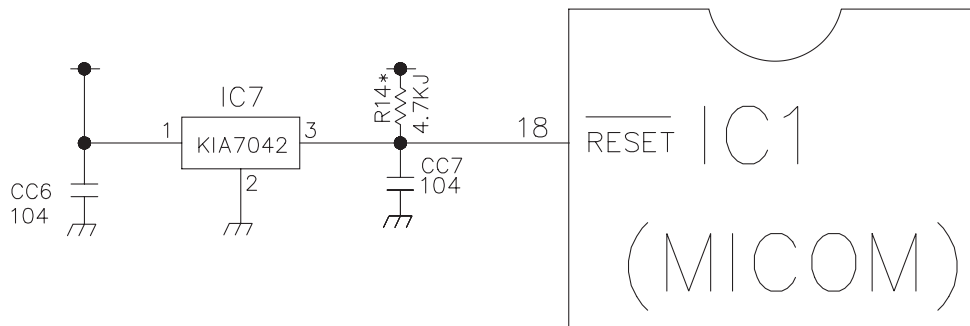 IC7
1
KIA7042
3
2
CC6
104
R14*
4.7KJ
CC7
104
18
RESET
IC1
(MICOM)